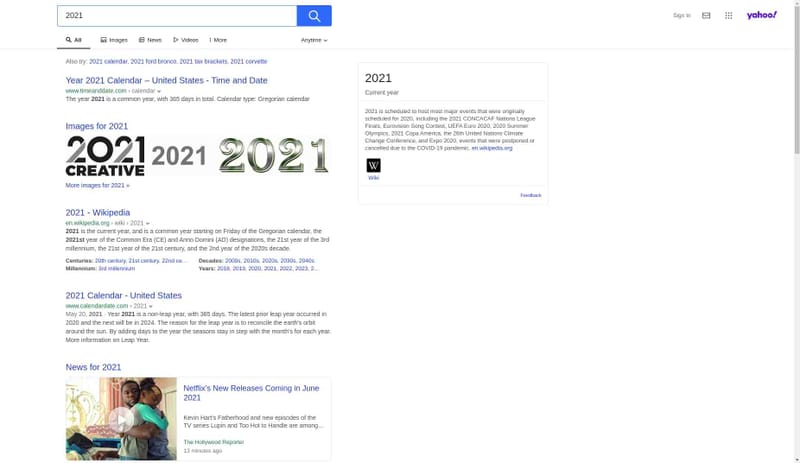 2021
Sign In
yahoo!
All
Images
News
Videos
More
Anytime
Also try: 2021 calendar, 2021 ford bronco, 2021 tax brackets, 2021 corvette
Year 2021 Calendar – United States - Time and Date
www.timeanddate.com › calendar
The year 2021 is a common year, with 365 days in total. Calendar type: Gregorian calendar
Images for 2021
2021
CREATIVE
2021
2021
More images for 2021 »
2021 - Wikipedia
en.wikipedia.org › wiki › 2021
2021 is the current year, and is a common year starting on Friday of the Gregorian calendar, the
2021st year of the Common Era (CE) and Anno Domini (AD) designations, the 21st year of the 3rd
millennium, the 21st year of the 21st century, and the 2nd year of the 2020s decade.
Centuries: 20th century, 21st century, 22nd ce...
Decades: 2000s, 2010s, 2020s, 2030s, 2040s
Millennium: 3rd millennium
Years: 2018, 2019, 2020, 2021, 2022, 2023, 2...
2021 Calendar - United States
www.calendardate.com › 2021
May 20, 2021 · Year 2021 is a non-leap year, with 365 days. The latest prior leap year occurred in
2020 and the next will be in 2024. The reason for the leap year is to reconcile the earth's orbit
around the sun. By adding days to the year the seasons stay in step with the month's for each year.
More information on Leap Year.
News for 2021
Netflix's New Releases Coming in June
2021
Kevin Hart's Fatherhood and new episodes of the
TV series Lupin and Too Hot to Handle are among...
The Hollywood Reporter
13 minutes ago
2021
Current year
2021 is scheduled to host most major events that were originally
scheduled for 2020, including the 2021 CONCACAF Nations League
Finals, Eurovision Song Contest, UEFA Euro 2020, 2020 Summer
Olympics, 2021 Copa América, the 26th United Nations Climate
Change Conference, and Expo 2020, events that were postponed or
cancelled due to the COVID-19 pandemic. en.wikipedia.org
W
Wiki
Feedback